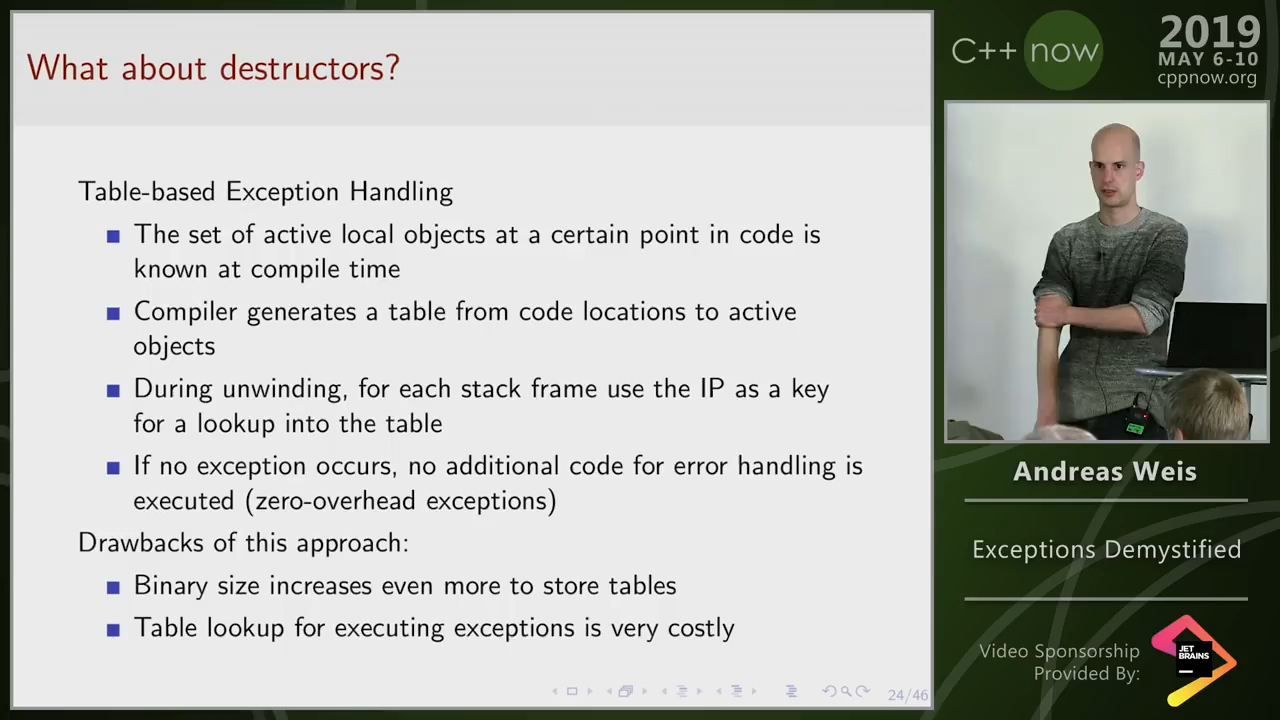 What about destructors?
Table-based Exception Handling
The set of active local objects at a certain point in code is
known at compile time
Compiler generates a table from code locations to active
objects
During unwinding, for each stack frame use the IP as a key
for a lookup into the table
If no exception occurs, no additional code for error handling is
executed (zero-overhead exceptions)
Drawbacks of this approach:
Binary size increases even more to store tables
Table lookup for executing exceptions is very costly
24/46
C++ now
2019
MAY 6-10
cppnow.org
Andreas Weis
Exceptions Demystified
Video Sponsorship
Provided By:
JET
BRAINS